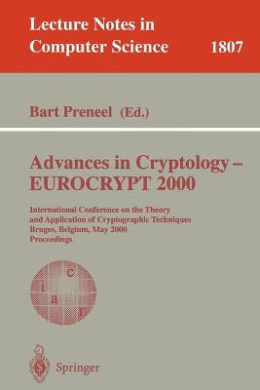 Lecture Notes in
Computer Science 1807
Bart Preneel (Ed.)
Advances in Cryptology –
EUROCRYPT 2000
International Conference on the Theory
and Application of Cryptographic Techniques
Bruges, Belgium, May 2000
Proceedings
iacr
Springer